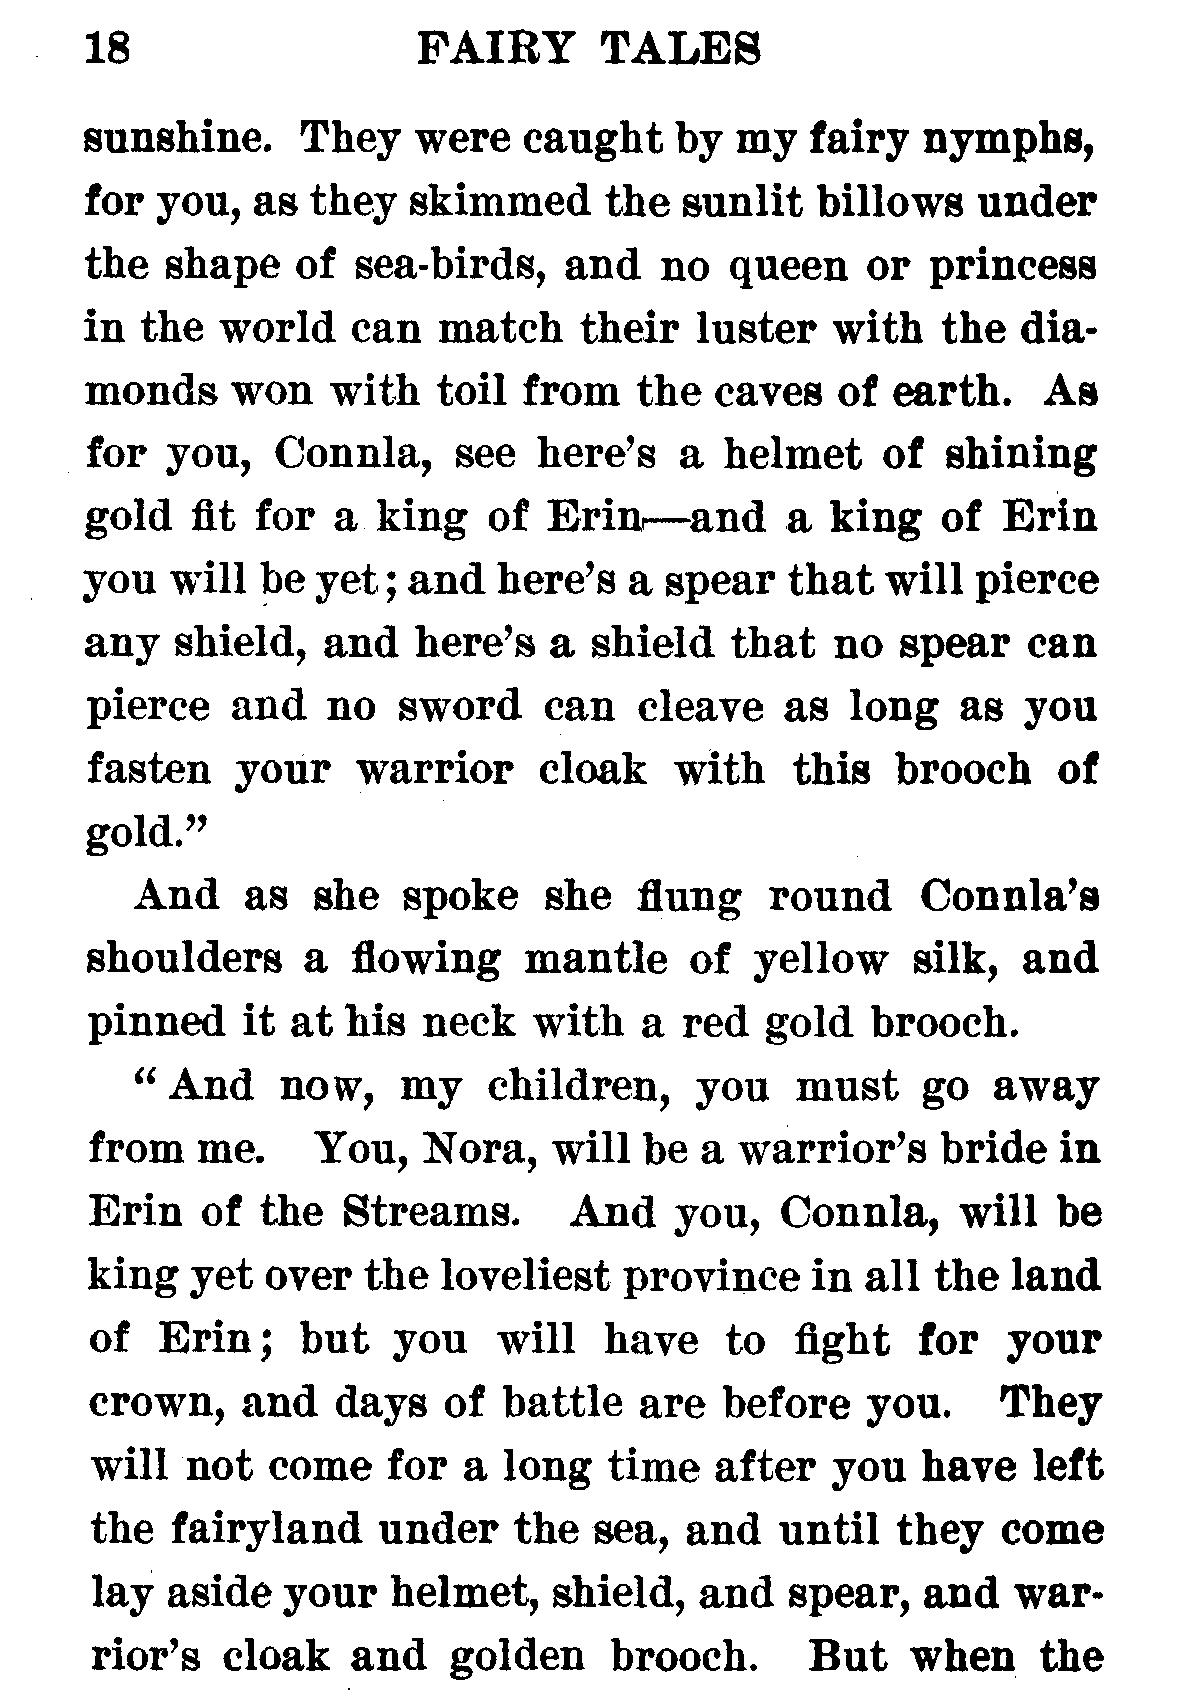 18 FAIRY TALES
sunshine. They were caught by my fairy nymphs,
for you, as they skimmed the sunlit billows under
the shape of sea-birds, and no queen or princess
in the world can match their luster with the dia-
monds won with toil from the caves of earth. As
for you, Connla, see here's a helmet of shining
gold fit for a king of Erin—and a king of Erin
you will be yet; and here's a spear that will pierce
any shield, and here's a shield that no spear can
pierce and no sword can cleave as long as you
fasten your warrior cloak with this brooch of
gold.”
And as she spoke she flung round Connla's
shoulders a flowing mantle of yellow silk, and
pinned it at his neck with a red gold brooch.
“And now, my children, you must go away
from me. You, Nora, will be a warrior's bride in
Erin of the Streams. And you, Connla, will be
king yet over the loveliest province in all the land
of Erin; but you will have to fight for your
crown, and days of battle are before you. They
will not come for a long time after you have left
the fairyland under the sea, and until they come
lay aside your helmet, shield, and spear, and war-
rior's cloak and golden brooch. But when the